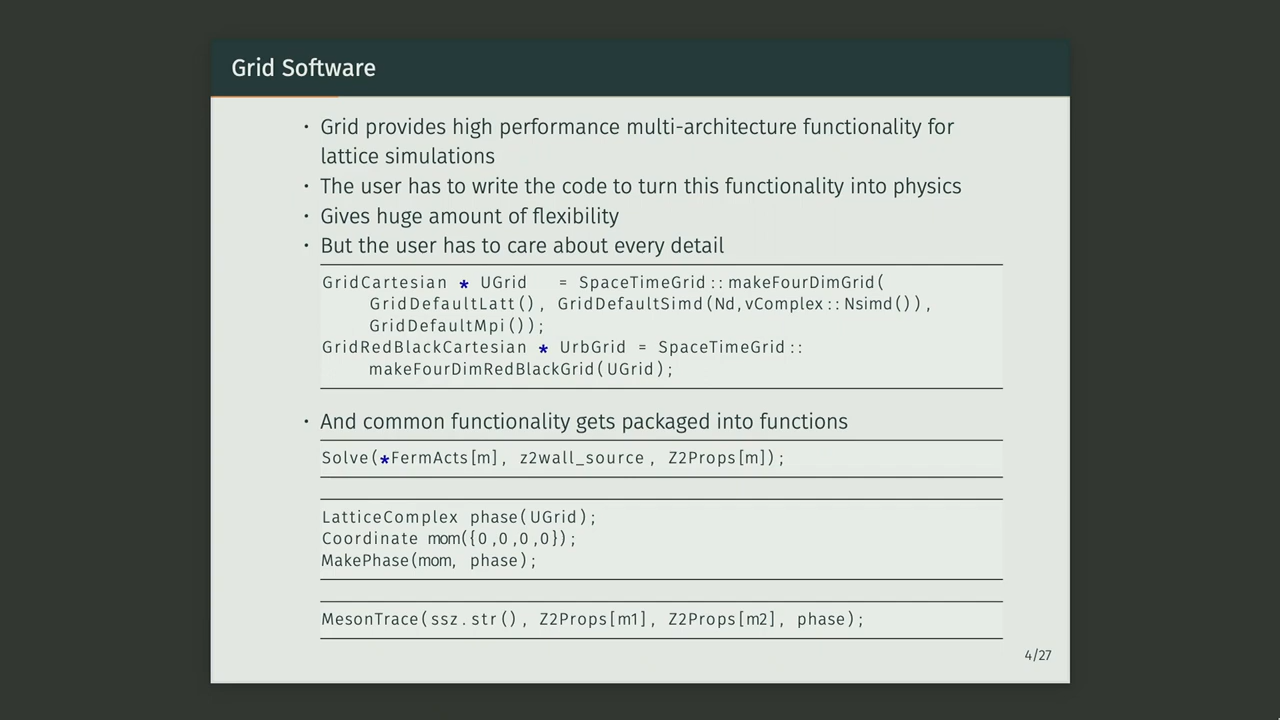 Grid Software
· Grid provides high performance multi-architecture functionality for
lattice simulations
· The user has to write the code to turn this functionality into physics
· Gives huge amount of flexibility
· But the user has to care about every detail
GridCartesian * UGrid = SpaceTimeGrid::makeFourDimGrid(
GridDefaultLatt(), GridDefaultSimd(Nd,vComplex::Nsimd()),
GridDefaultMpi());
GridRedBlackCartesian * UrbGrid = SpaceTimeGrid::
makeFourDimRedBlackGrid(UGrid);
· And common functionality gets packaged into functions
Solve(*FermActs[m], z2wall_source, Z2Props[m]);
LatticeComplex phase(UGrid);
Coordinate mom({0,0,0,0});
MakePhase(mom, phase);
MesonTrace(ssz.str(), Z2Props[m1], Z2Props[m2], phase);
4/27